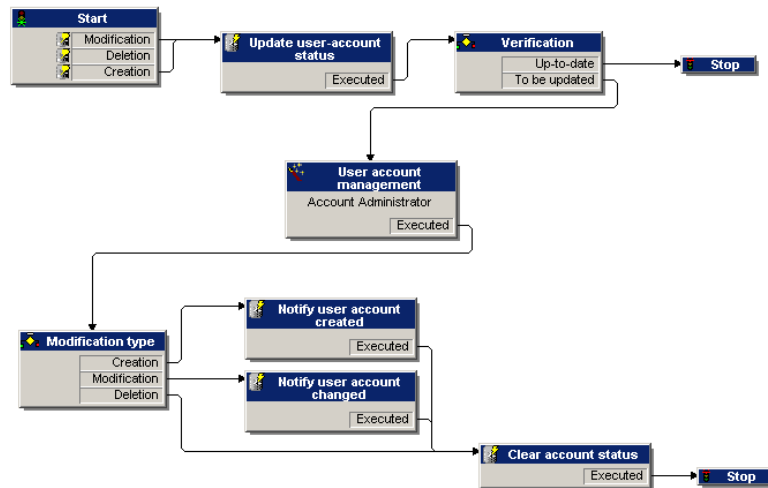 Start
Modification
Deletion
Creation
Update user-account
status
Executed
Verification
Up-to-date
To be updated
Stop
User account
management
Account Administrator
Executed
Modification type
Creation
Modification
Deletion
Notify user account
created
Executed
Notify user account
changed
Executed
Clear account status
Executed
Stop